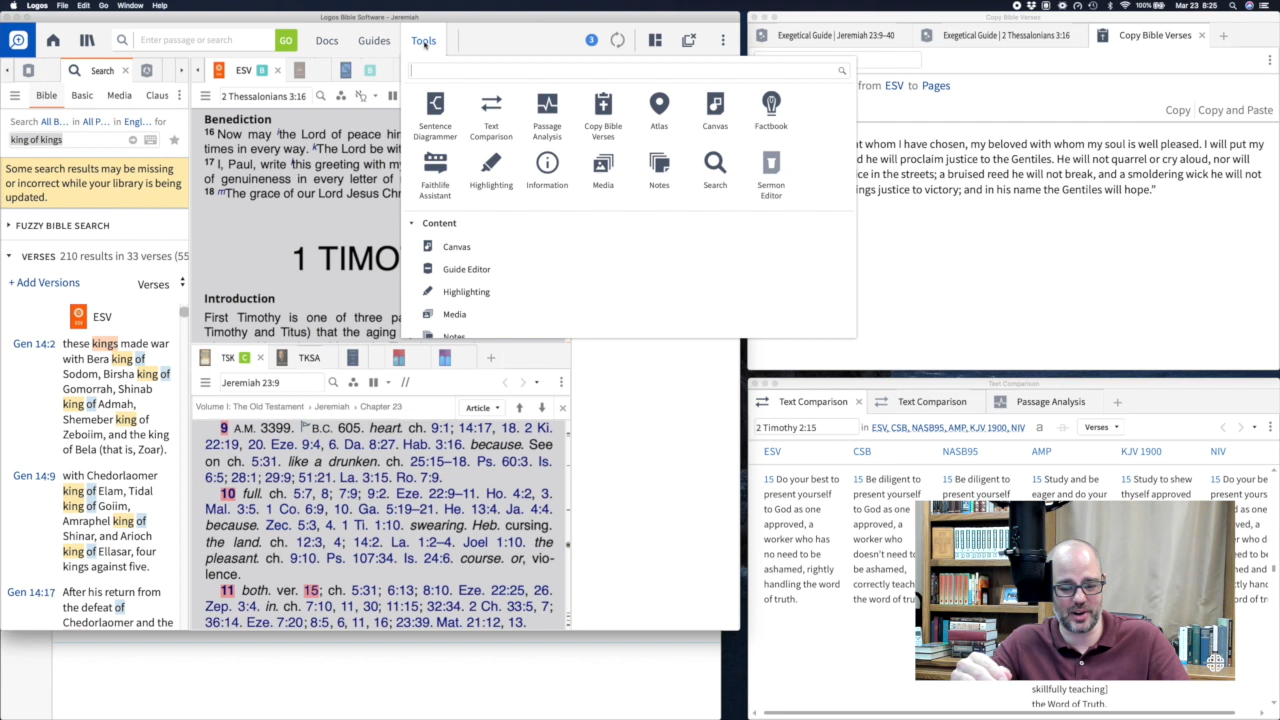 Logos File Edit Go Window Help
100% Mar 23 8:25
Logos Bible Software - Jeremiah
Enter passage or search
GO
Docs
Guides
Tools
3
Search
ESV B
B
Bible Basic Media Claus
2 Thessalonians 3:16
Search All B... in All P... in Engl... for
king of kings
Some search results may be missing
or incorrect while your library is being
updated.
FUZZY BIBLE SEARCH
VERSES 210 results in 33 verses (55
+ Add Versions
Verses
ESV
Gen 14:2 these kings made war
with Bera king of
Sodom, Birsha king of
Gomorrah, Shinab
king of Admah,
Shemeber king of
Zeboiim, and the king
of Bela (that is, Zoar).
Gen 14:9 with Chedorlaomer
king of Elam, Tidal
king of Goiim,
Amraphel king of
Shinar, and Arioch
king of Ellasar, four
kings against five.
Gen 14:17 After his return from
the defeat of
Chedorlaomer and the
Benediction
16 Now may the Lord of peace hi
times in every way. k The Lord be wi
17 I, Paul, write l this greeting with m
of genuineness in every letter of
18 m The grace of our Lord Jesus Chr
1 TIMO
Introduction
First Timothy is one of three pa
Timothy and Titus) that the aging
Sentence
Diagrammer
Text
Comparison
Passage
Analysis
Copy Bible
Verses
Atlas
Canvas
Factbook
Faithlife
Assistant
Highlighting
Information
Media
Notes
Search
Sermon
Editor
Content
Canvas
Guide Editor
Highlighting
Media
Notes
TSK C
TKSA
Jeremiah 23:9
Volume I: The Old Testament › Jeremiah › Chapter 23
Article
9 A.M. 3399. B.C. 605. heart. ch. 9:1; 14:17, 18. 2 Ki.
22:19, 20. Eze. 9:4, 6. Da. 8:27. Hab. 3:16. because. See
on ch. 5:31. like a drunken. ch. 25:15–18. Ps. 60:3. Is.
6:5; 28:1; 29:9; 51:21. La. 3:15. Ro. 7:9.
10 full. ch. 5:7, 8; 7:9; 9:2. Eze. 22:9–11. Ho. 4:2, 3.
Mal. 3:5. 1 Co. 6:9, 10. Ga. 5:19–21. He. 13:4. Ja. 4:4.
because. Zec. 5:3, 4. 1 Ti. 1:10. swearing. Heb. cursing.
the land. ch. 12:3, 4; 14:2. La. 1:2–4. Joel 1:10. the
pleasant. ch. 9:10. Ps. 107:34. Is. 24:6. course. or, vio-
lence.
11 both. ver. 15; ch. 5:31; 6:13; 8:10. Eze. 22:25, 26.
Zep. 3:4. in. ch. 7:10, 11, 30; 11:15; 32:34. 2 Ch. 33:5, 7;
36:14. Eze. 7:20; 8:5, 6, 11, 16; 23:39. Mat. 21:12, 13.
Copy Bible Verses
Exegetical Guide | Jeremiah 23:9–40
Exegetical Guide | 2 Thessalonians 3:16
Copy Bible Verses
from ESV to Pages
Copy Copy and Paste
t whom I have chosen, my beloved with whom my soul is well pleased. I will put my
d he will proclaim justice to the Gentiles. He will not quarrel or cry aloud, nor will
ce in the streets; a bruised reed he will not break, and a smoldering wick he will not
ings justice to victory; and in his name the Gentiles will hope.”
Text Comparison
Text Comparison
Text Comparison
Passage Analysis
2 Timothy 2:15 in ESV, CSB, NASB95, AMP, KJV 1900, NIV
a
Verses
ESV CSB NASB95 AMP KJV 1900 NIV
15 Do your best to
present yourself
to God as one
approved, a
worker who
has no need to
be ashamed,
rightly
handling the word
of truth.
15 Be diligent to
present yourself
to God as one
approved, a
worker who
doesn't need to
be ashamed,
correctly teach
the word of tru
15 Be diligent to
present yourself
15 Study and be
eager and do your
15 Study to shew
thyself approved
15 Do your be
present yours
skillfully teaching]
the Word of Truth.